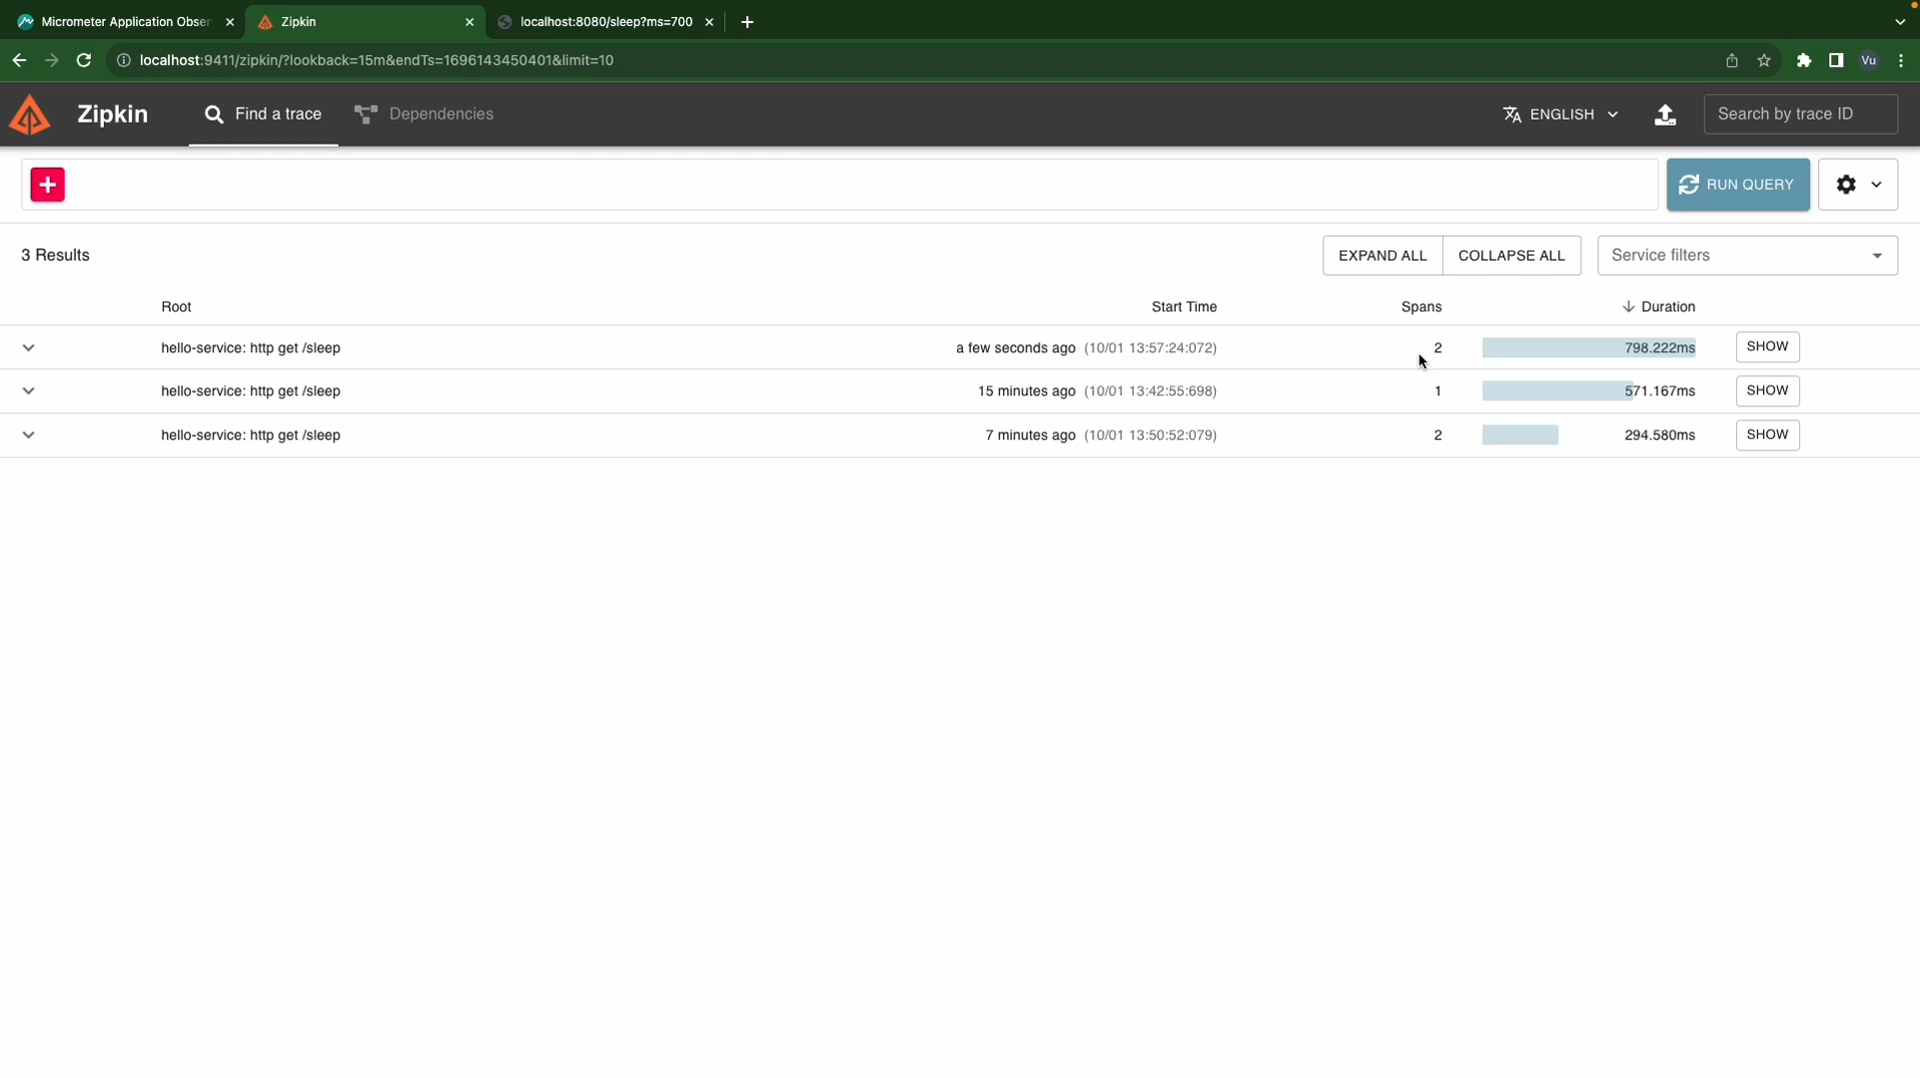 Micrometer Application Obser
Zipkin
localhost:8080/sleep?ms=700
localhost:9411/zipkin/?lookback=15m&endTs=1696143450401&limit=10
Vu
Zipkin
Find a trace
Dependencies
ENGLISH
Search by trace ID
RUN QUERY
3 Results
EXPAND ALL
COLLAPSE ALL
Service filters
Root Start Time Spans Duration
hello-service: http get /sleep a few seconds ago (10/01 13:57:24:072) 2 798.222ms SHOW
hello-service: http get /sleep 15 minutes ago (10/01 13:42:55:698) 1 571.167ms SHOW
hello-service: http get /sleep 7 minutes ago (10/01 13:50:52:079) 2 294.580ms SHOW